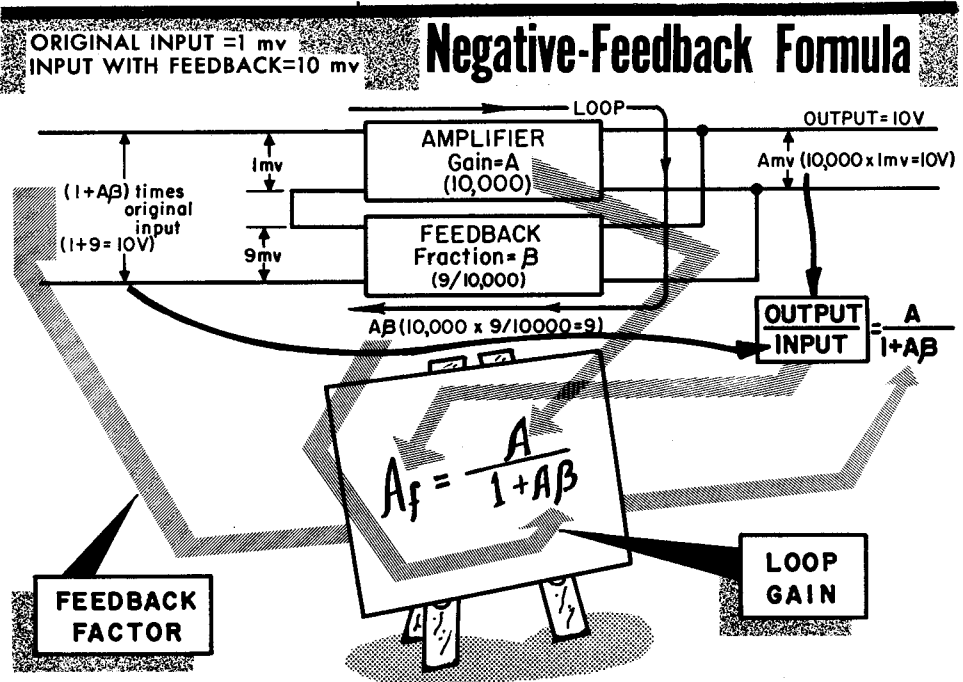 ORIGINAL INPUT =1 mv
INPUT WITH FEEDBACK=10 mv
Negative-Feedback Formula
LOOP
OUTPUT=10V
AMPLIFIER
Gain=A
(10,000)
1mv
Amv (10,000 x 1mv=10V)
(1+Aβ) times
original
input
(1+9=10V)
FEEDBACK
Fraction=β
(9/10,000)
9mv
Aβ (10,000 x 9/10000=9)
OUTPUT
INPUT
= A
1+Aβ
Af = A
1+Aβ
FEEDBACK
FACTOR
LOOP
GAIN